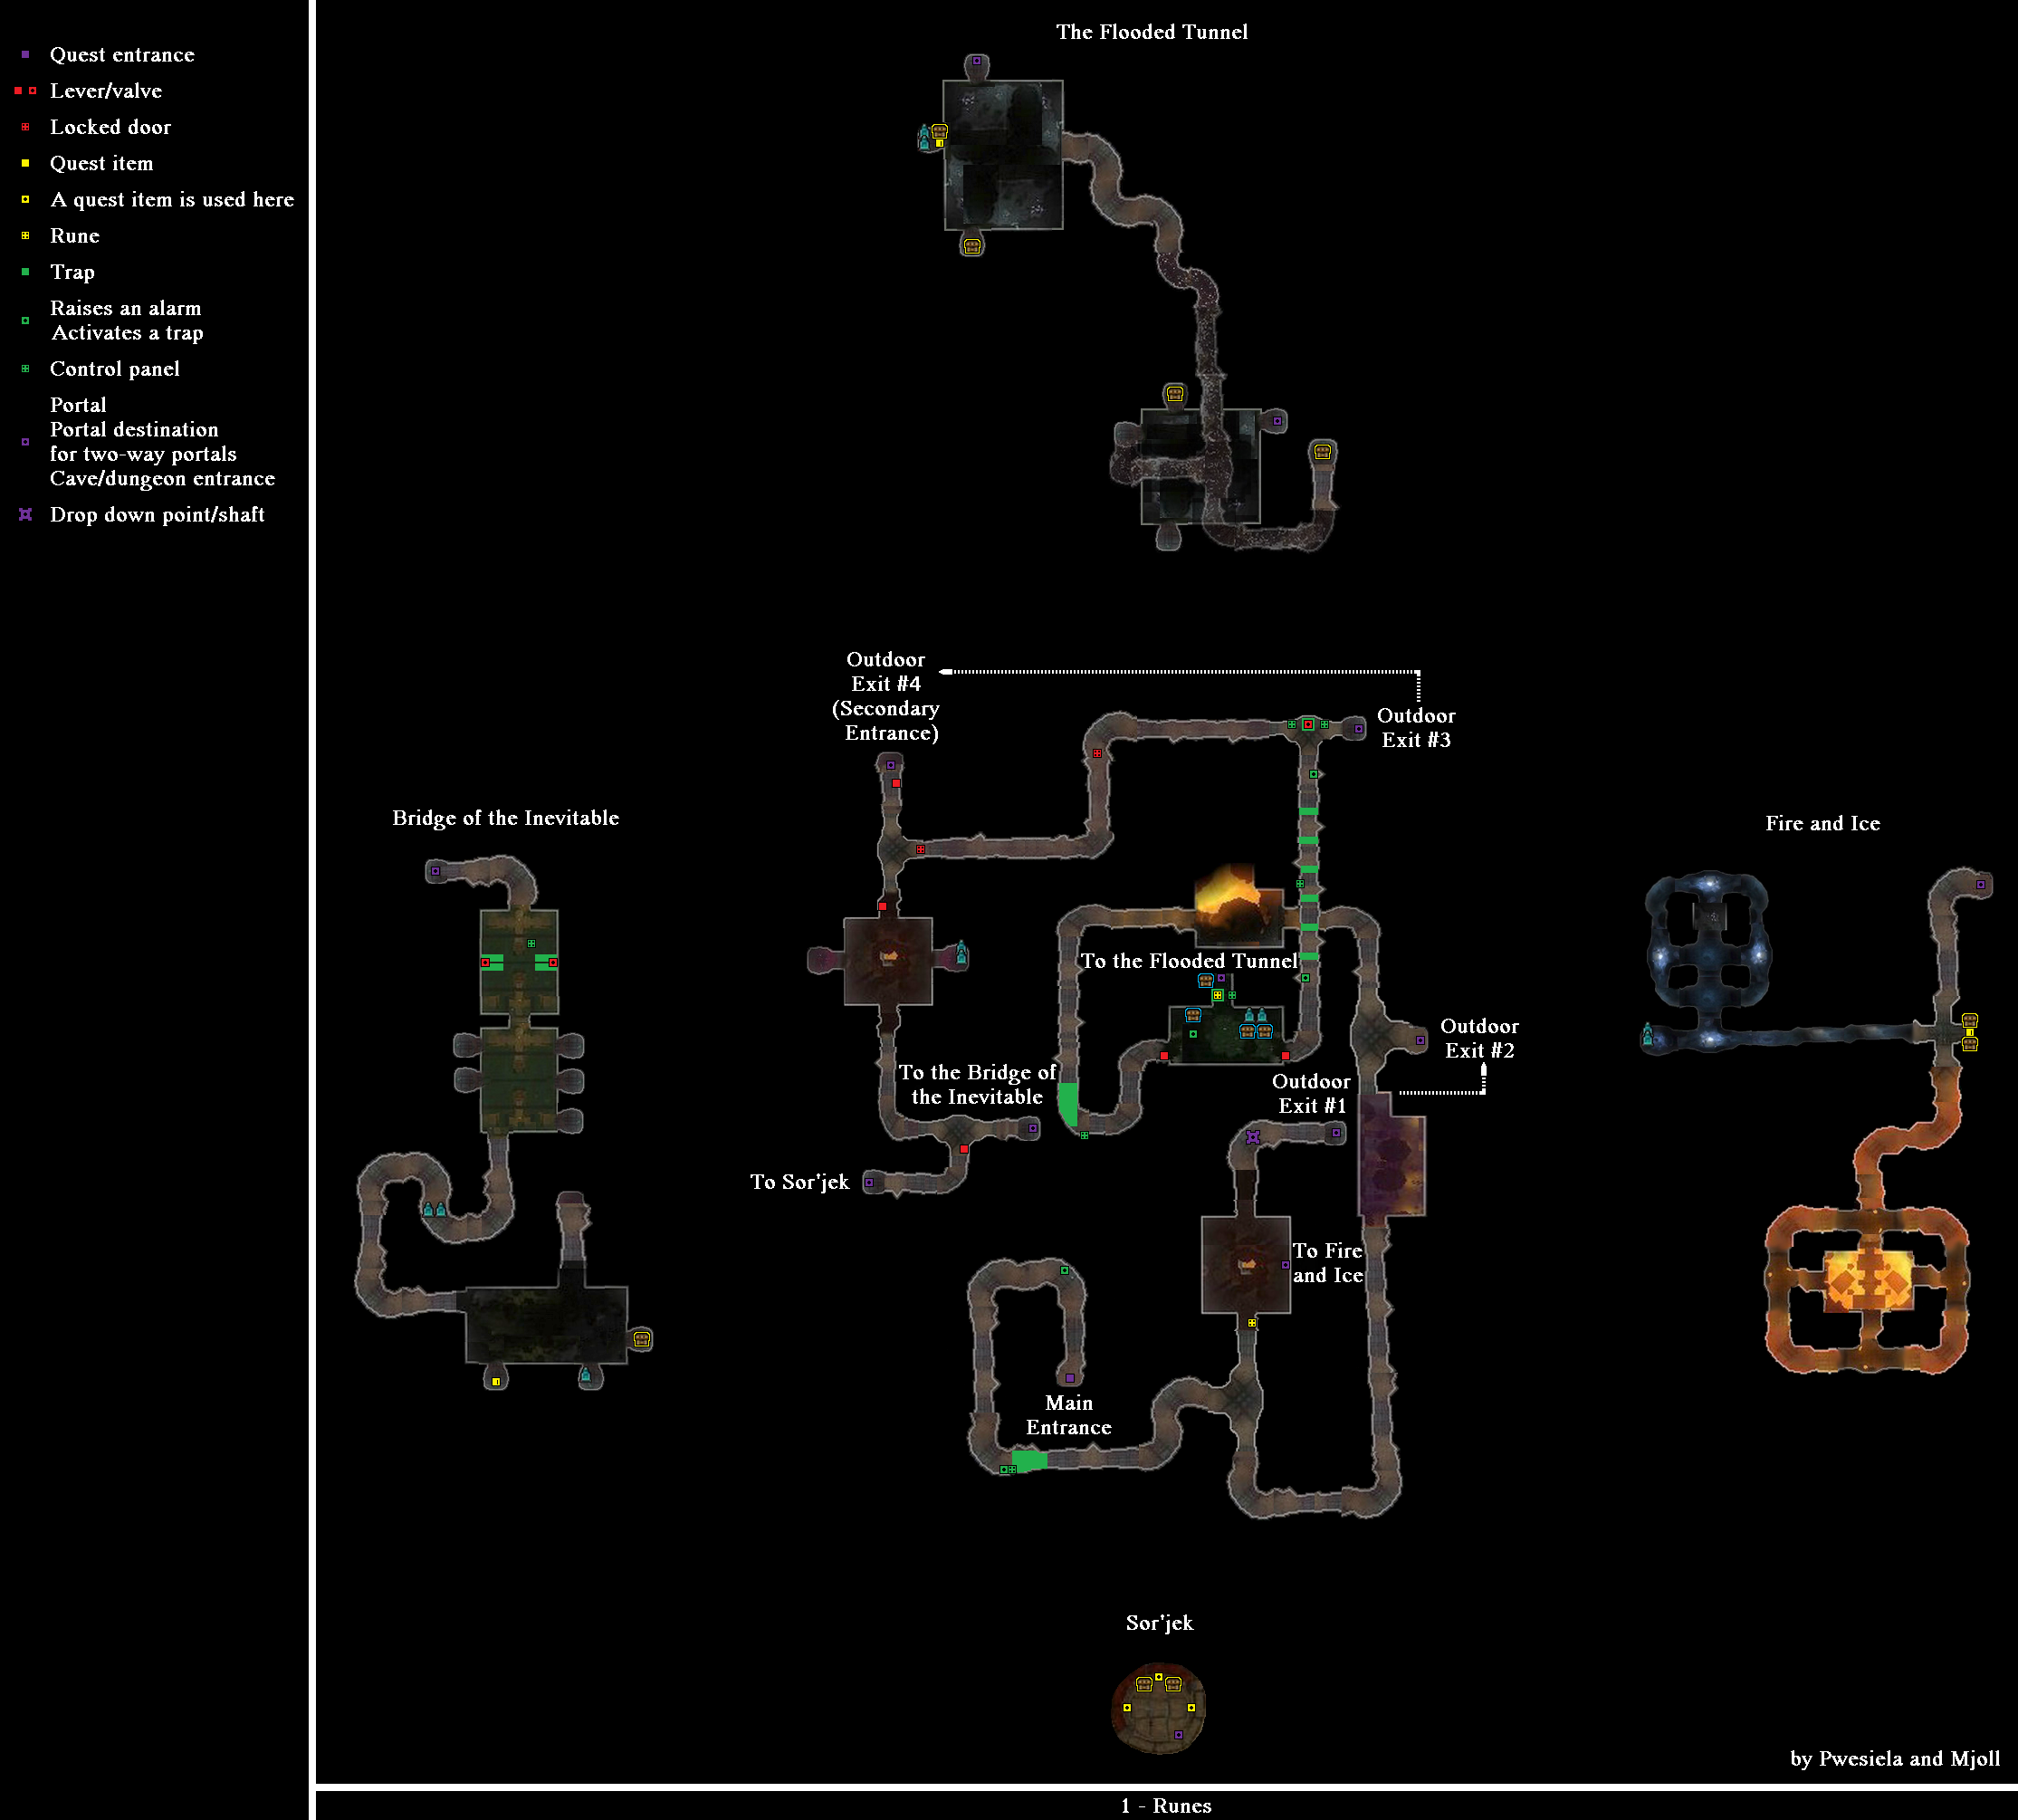 Quest entrance
Lever/valve
Locked door
Quest item
A quest item is used here
Rune
Trap
Raises an alarm
Activates a trap
Control panel
Portal
Portal destination
for two-way portals
Cave/dungeon entrance
Drop down point/shaft
The Flooded Tunnel
Outdoor
Exit #4
(Secondary
Entrance)
Outdoor
Exit #3
Bridge of the Inevitable
Fire and Ice
To the Flooded Tunnel
Outdoor
Exit #2
To the Bridge of
the Inevitable
Outdoor
Exit #1
To Sor'jek
To Fire
and Ice
Main
Entrance
Sor'jek
by Pwesiela and Mjoll
1 - Runes